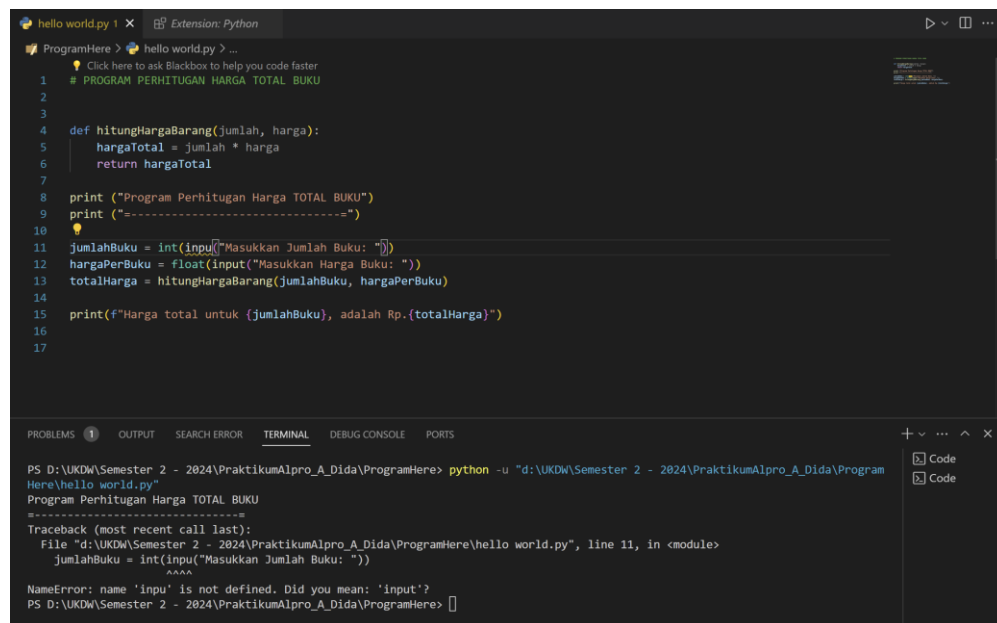 hello world.py 1 × Extension: Python
ProgramHere > hello world.py > ...
Click here to ask Blackbox to help you code faster
1 # PROGRAM PERHITUGAN HARGA TOTAL BUKU
2
3
4 def hitungHargaBarang(jumlah, harga):
5 hargaTotal = jumlah * harga
6 return hargaTotal
7
8 print ("Program Perhitugan Harga TOTAL BUKU")
9 print ("=-------------------------------=")
10
11 jumlahBuku = int(inpu("Masukkan Jumlah Buku: "))
12 hargaPerBuku = float(input("Masukkan Harga Buku: "))
13 totalHarga = hitungHargaBarang(jumlahBuku, hargaPerBuku)
14
15 print(f"Harga total untuk {jumlahBuku}, adalah Rp.{totalHarga}")
16
17
PROBLEMS 1 OUTPUT SEARCH ERROR TERMINAL DEBUG CONSOLE PORTS
PS D:\UKDW\Semester 2 - 2024\PraktikumAlpro_A_Dida\ProgramHere> python -u "d:\UKDW\Semester 2 - 2024\PraktikumAlpro_A_Dida\Program
Here\hello world.py"
Program Perhitugan Harga TOTAL BUKU
=-------------------------------=
Traceback (most recent call last):
File "d:\UKDW\Semester 2 - 2024\PraktikumAlpro_A_Dida\ProgramHere\hello world.py", line 11, in <module>
jumlahBuku = int(inpu("Masukkan Jumlah Buku: "))
^^^^
NameError: name 'inpu' is not defined. Did you mean: 'input'?
PS D:\UKDW\Semester 2 - 2024\PraktikumAlpro_A_Dida\ProgramHere>
Code
Code